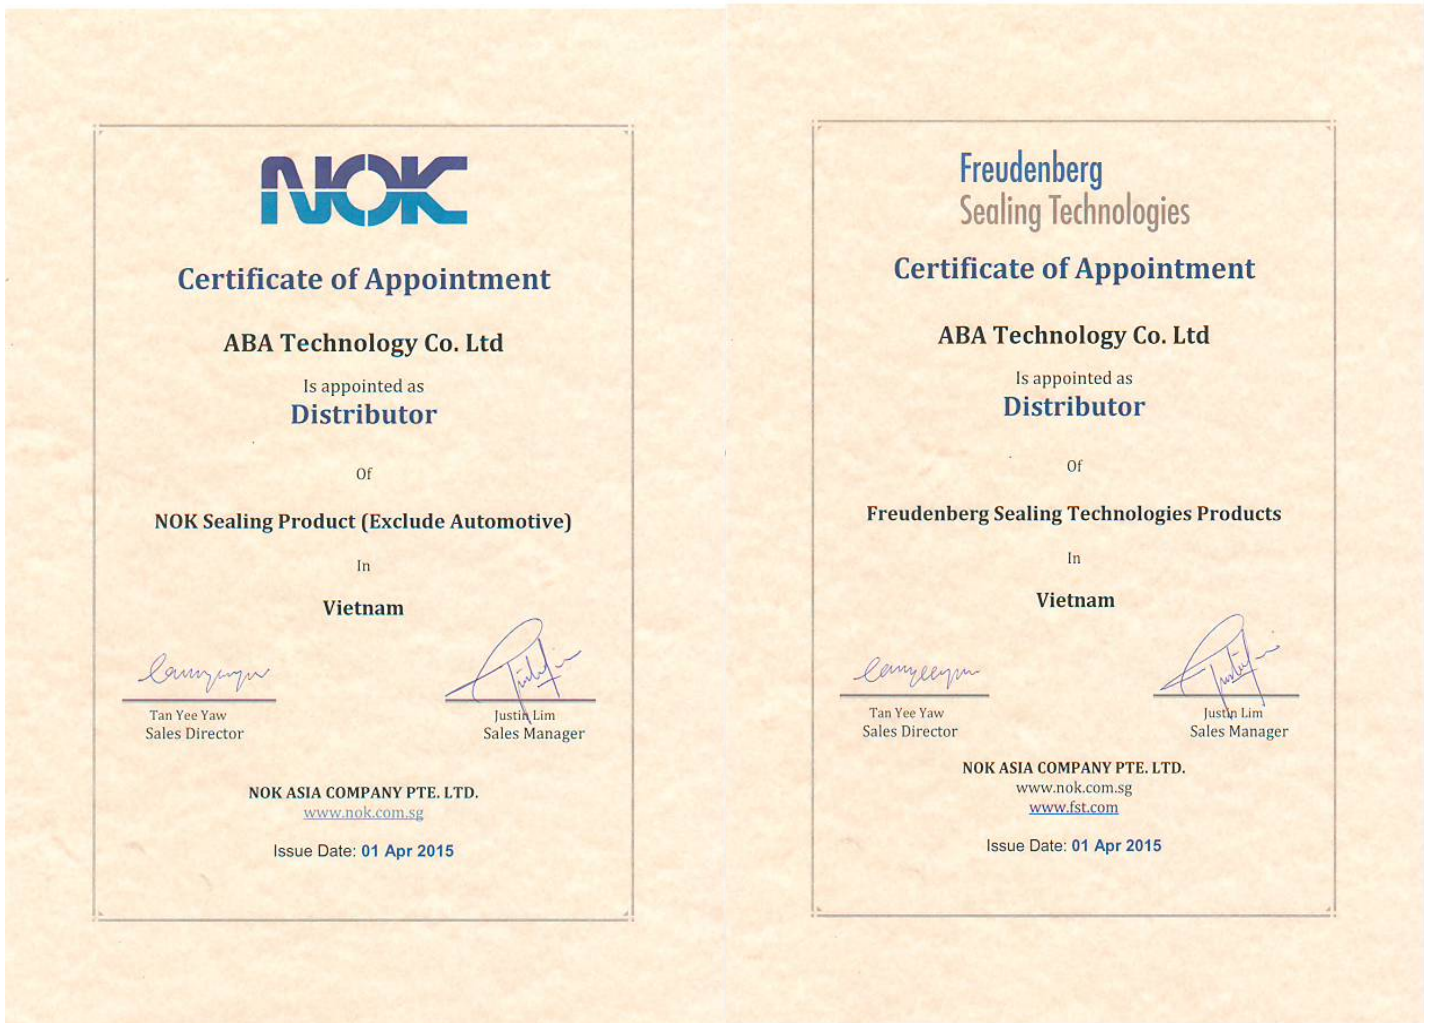 NOK
Certificate of Appointment
ABA Technology Co. Ltd
Is appointed as
Distributor
Of
NOK Sealing Product (Exclude Automotive)
In
Vietnam
Tan Yee Yaw
Sales Director
Justin Lim
Sales Manager
NOK ASIA COMPANY PTE. LTD.
www.nok.com.sg
Issue Date: 01 Apr 2015
Freudenberg
Sealing Technologies
Certificate of Appointment
ABA Technology Co. Ltd
Is appointed as
Distributor
Of
Freudenberg Sealing Technologies Products
In
Vietnam
Tan Yee Yaw
Sales Director
Justin Lim
Sales Manager
NOK ASIA COMPANY PTE. LTD.
www.nok.com.sg
www.fst.com
Issue Date: 01 Apr 2015